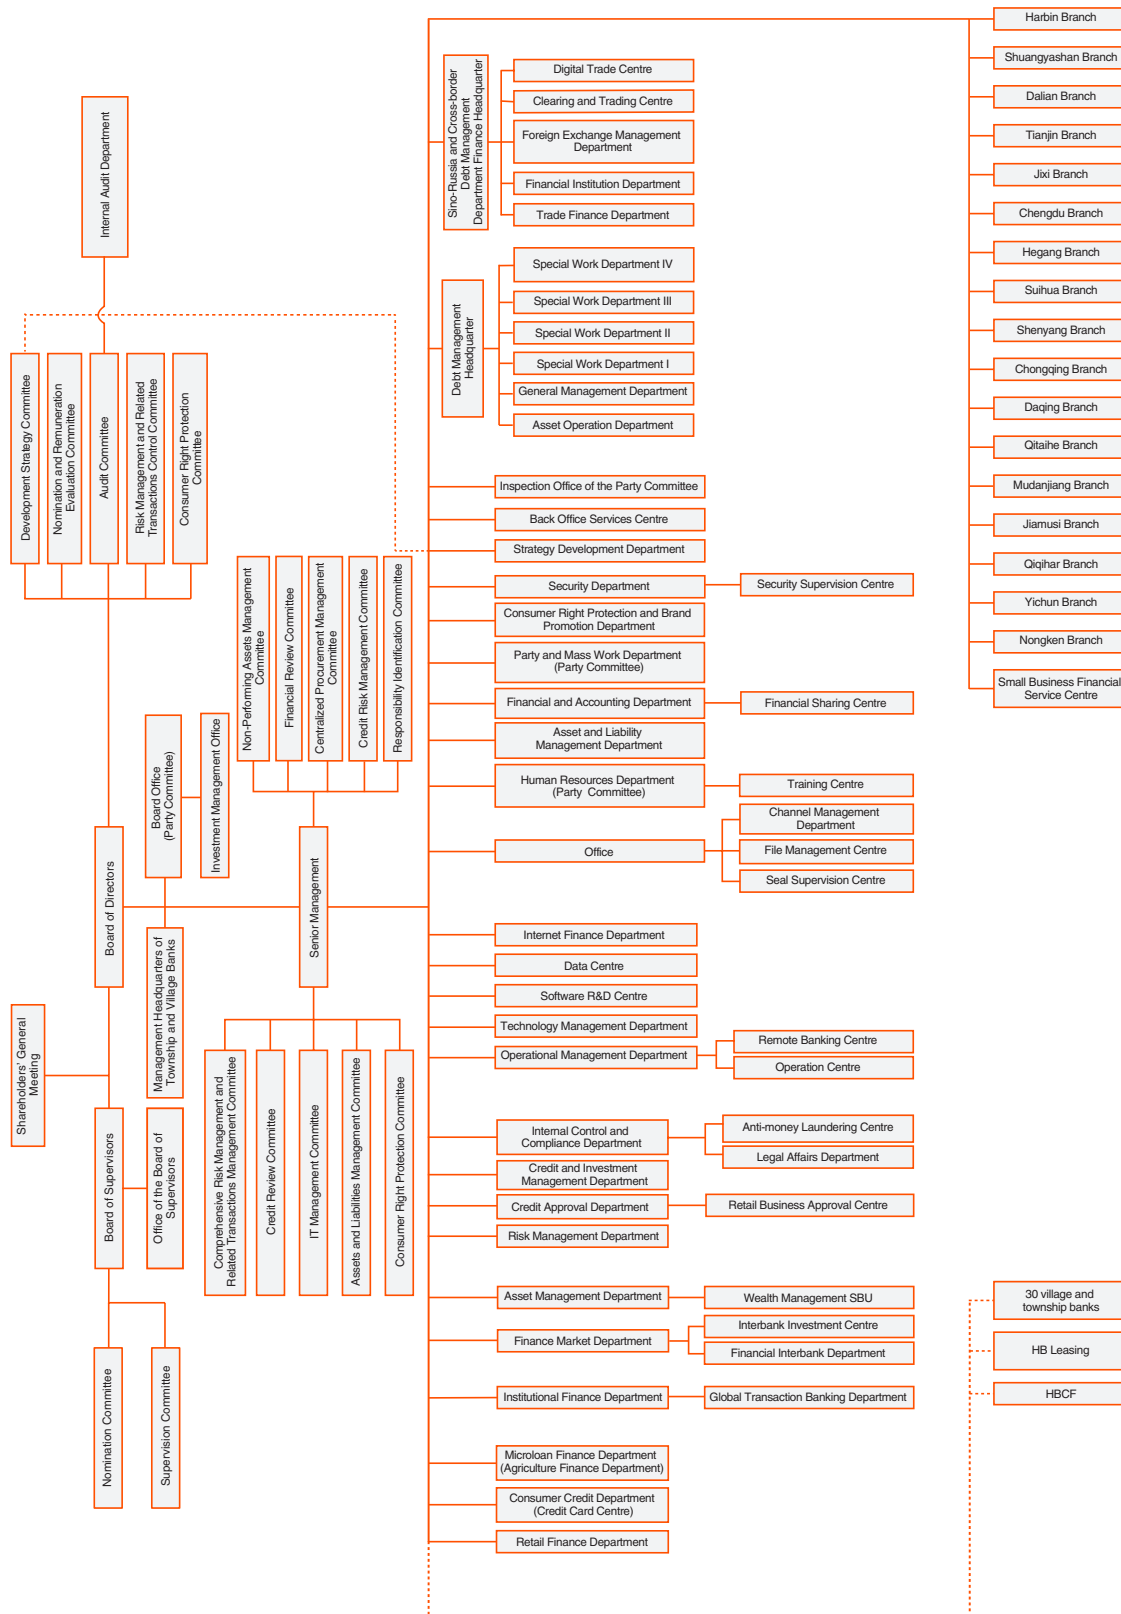 Shareholders' General
Meeting
Board of Directors
Board of Supervisors
Internal Audit Department
Development Strategy Committee
Nomination and Remuneration
Evaluation Committee
Audit Committee
Risk Management and Related
Transactions Control Committee
Consumer Right Protection
Committee
Board Office
(Party Committee)
Investment Management Office
Management Headquarters of
Township and Village Banks
Office of the Board of
Supervisors
Nomination Committee
Supervision Committee
Senior Management
Non-Performing Assets Management
Committee
Financial Review Committee
Centralized Procurement Management
Committee
Credit Risk Management Committee
Responsibility Identification Committee
Comprehensive Risk Management and
Related Transactions Management Committee
Credit Review Committee
IT Management Committee
Assets and Liabilities Management Committee
Consumer Right Protection Committee
Sino-Russia and Cross-border
Debt Management
Department Finance Headquarter
Digital Trade Centre
Clearing and Trading Centre
Foreign Exchange Management
Department
Financial Institution Department
Trade Finance Department
Debt Management
Headquarter
Special Work Department IV
Special Work Department III
Special Work Department II
Special Work Department I
General Management Department
Asset Operation Department
Inspection Office of the Party Committee
Back Office Services Centre
Strategy Development Department
Security Department
Security Supervision Centre
Consumer Right Protection and Brand
Promotion Department
Party and Mass Work Department
(Party Committee)
Financial and Accounting Department
Financial Sharing Centre
Asset and Liability
Management Department
Human Resources Department
(Party Committee)
Training Centre
Office
Channel Management
Department
File Management Centre
Seal Supervision Centre
Internet Finance Department
Data Centre
Software R&D Centre
Technology Management Department
Operational Management Department
Remote Banking Centre
Operation Centre
Internal Control and
Compliance Department
Anti-money Laundering Centre
Legal Affairs Department
Credit and Investment
Management Department
Credit Approval Department
Retail Business Approval Centre
Risk Management Department
Asset Management Department
Wealth Management SBU
Finance Market Department
Interbank Investment Centre
Financial Interbank Department
Institutional Finance Department
Global Transaction Banking Department
Microloan Finance Department
(Agriculture Finance Department)
Consumer Credit Department
(Credit Card Centre)
Retail Finance Department
Harbin Branch
Shuangyashan Branch
Dalian Branch
Tianjin Branch
Jixi Branch
Chengdu Branch
Hegang Branch
Suihua Branch
Shenyang Branch
Chongqing Branch
Daqing Branch
Qitaihe Branch
Mudanjiang Branch
Jiamusi Branch
Qiqihar Branch
Yichun Branch
Nongken Branch
Small Business Financial
Service Centre
30 village and
township banks
HB Leasing
HBCF